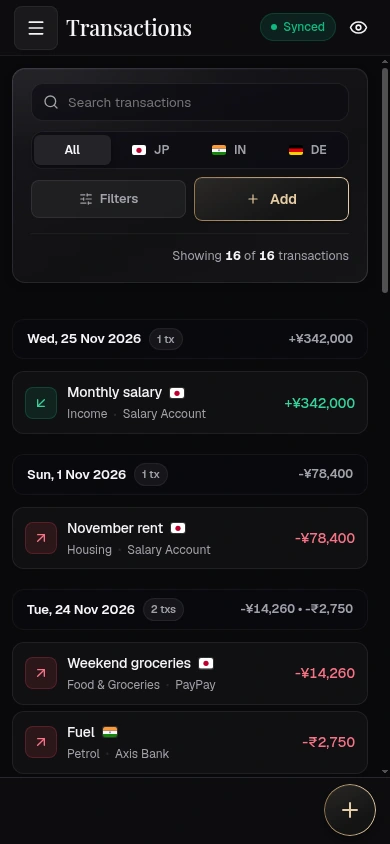 Transactions
Synced
Search transactions
All JP IN DE
Filters + Add
Showing 16 of 16 transactions
Wed, 25 Nov 2026 1 tx +¥342,000
Monthly salary
Income · Salary Account
+¥342,000
Sun, 1 Nov 2026 1 tx -¥78,400
November rent
Housing · Salary Account
-¥78,400
Tue, 24 Nov 2026 2 txs -¥14,260 • -₹2,750
Weekend groceries
Food & Groceries · PayPay
-¥14,260
Fuel
Petrol · Axis Bank
-₹2,750
+